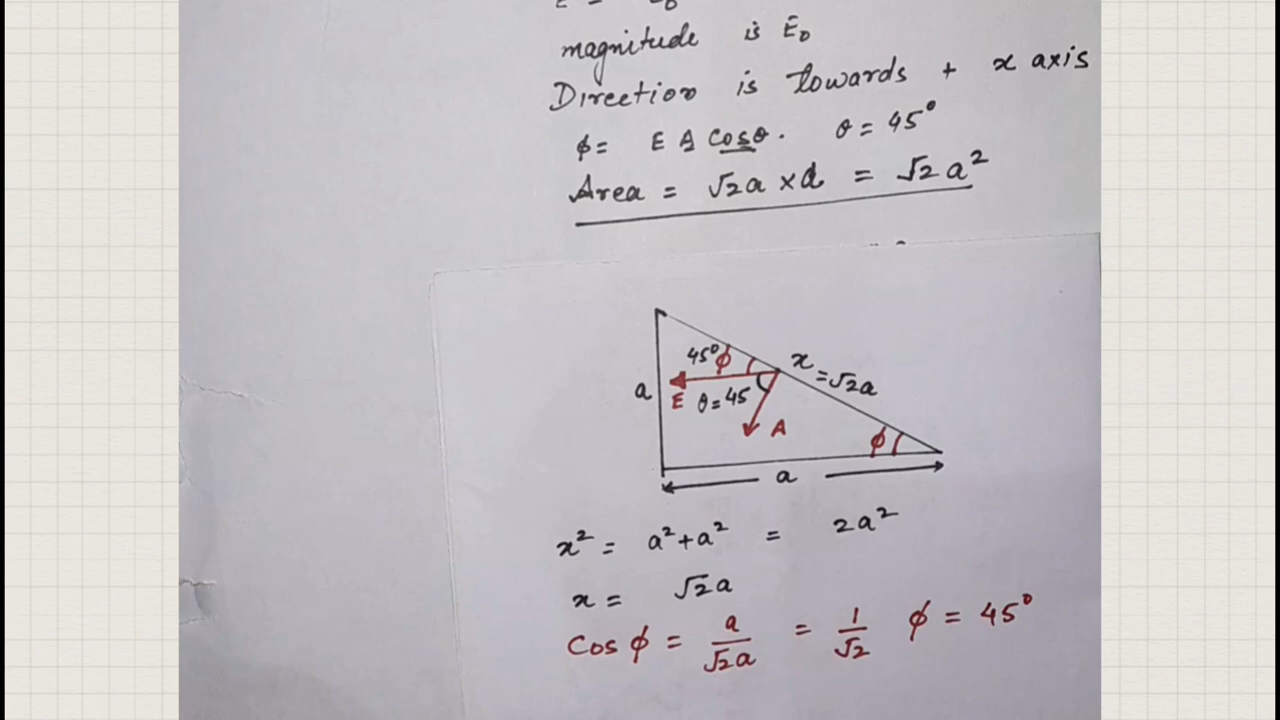 magnitude is E₀
Direction is towards + x axis
ϕ = E A cosθ. θ = 45°
Area = √2a × a = √2 a²
45° ϕ
x = √2a
a
E θ = 45
A
ϕ
a
x² = a² + a² = 2a²
x = √2a
Cos ϕ = a/√2a = 1/√2 ϕ = 45°